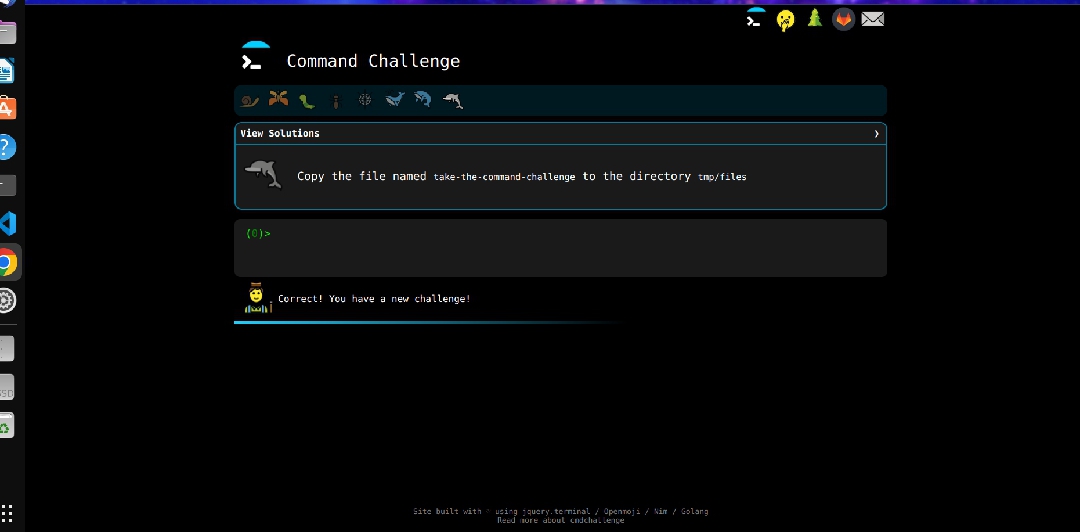 Command Challenge
View Solutions
Copy the file named take-the-command-challenge to the directory tmp/files
(0)>
Correct! You have a new challenge!
Site built with using jquery.terminal / Openmoji / Nim / Golang
Read more about cmdchallenge